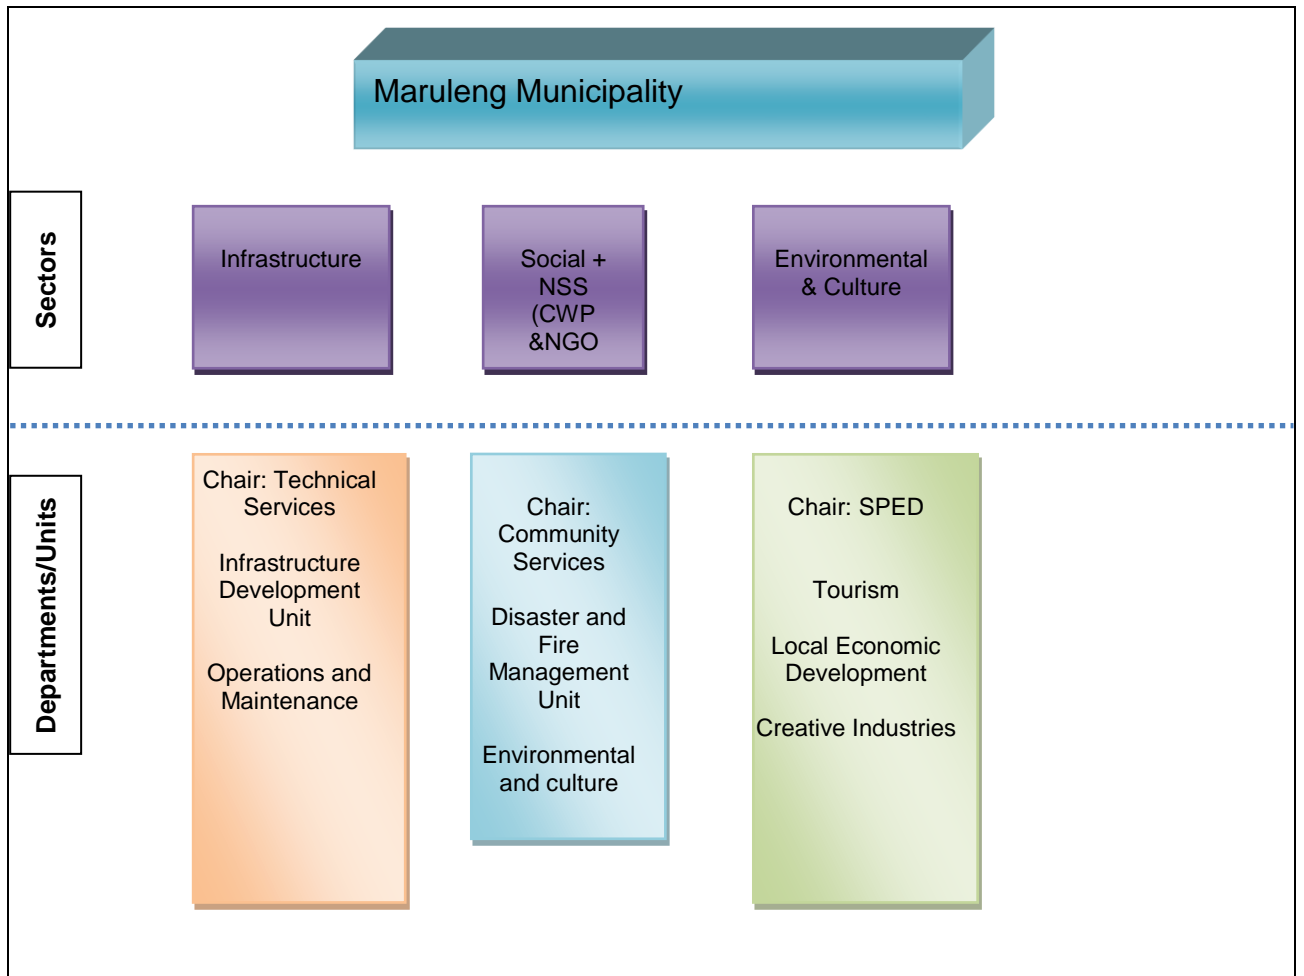 Maruleng Municipality
Sectors
Infrastructure
Social +
NSS
(CWP
&NGO
Environmental
& Culture
Departments/Units
Chair: Technical
Services
Infrastructure
Development
Unit
Operations and
Maintenance
Chair:
Community
Services
Disaster and
Fire
Management
Unit
Environmental
and culture
Chair: SPED
Tourism
Local Economic
Development
Creative Industries